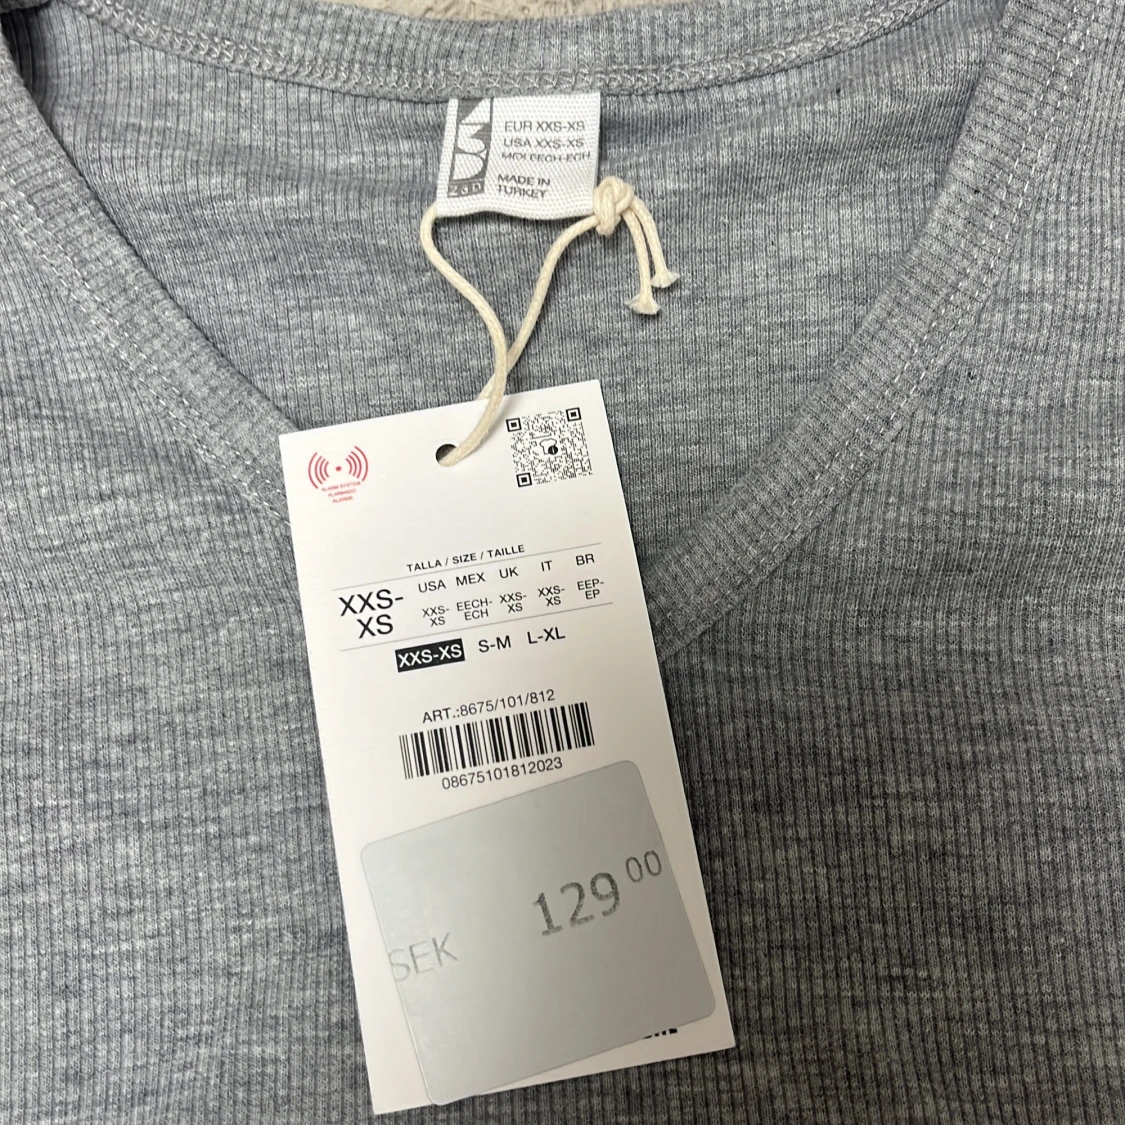 EUR XXS-XS
USA XXS-XS
MEX EECH-ECH
MADE IN
TURKEY
ALARM SYSTEM
TALLA / SIZE / TAILLE
XXS-
XS
USA MEX UK IT BR
XXS-XS EECH-ECH XXS-XS XXS-XS EEP-EP
XXS-XS S-M L-XL
ART.:8675/101/812
08675101812023
129 00
SEK